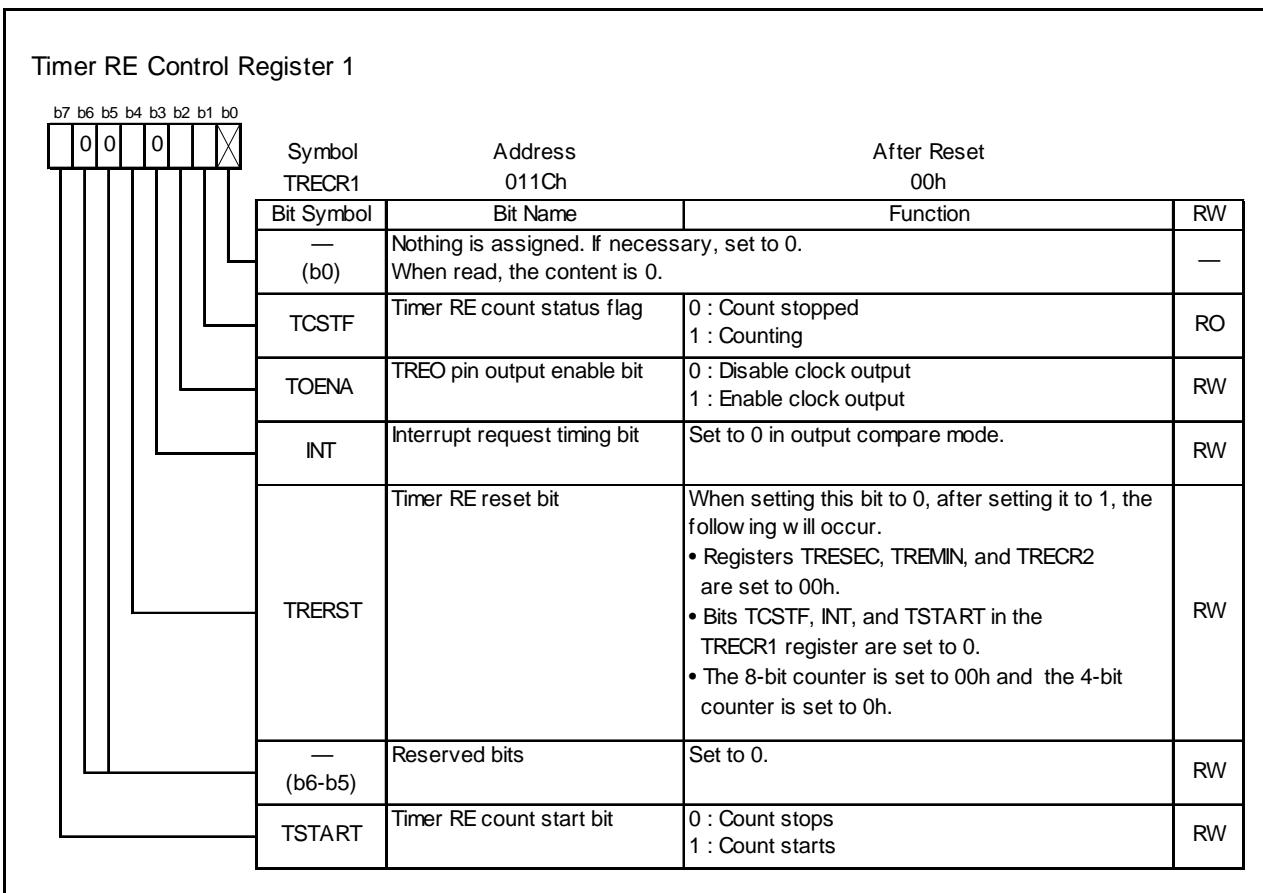 Timer RE Control Register 1
b7 b6 b5 b4 b3 b2 b1 b0
0 0 0
Symbol Address After Reset
TRECR1 011Ch 00h
Bit Symbol Bit Name Function RW
— (b0) Nothing is assigned. If necessary, set to 0. —
When read, the content is 0.
TCSTF Timer RE count status flag 0 : Count stopped RO
1 : Counting
TOENA TREO pin output enable bit 0 : Disable clock output RW
1 : Enable clock output
INT Interrupt request timing bit Set to 0 in output compare mode. RW
TRERST Timer RE reset bit When setting this bit to 0, after setting it to 1, the RW
following will occur.
• Registers TRESEC, TREMIN, and TRECR2
are set to 00h.
• Bits TCSTF, INT, and TSTART in the
TRECR1 register are set to 0.
• The 8-bit counter is set to 00h and the 4-bit
counter is set to 0h.
— (b6-b5) Reserved bits Set to 0. RW
TSTART Timer RE count start bit 0 : Count stops RW
1 : Count starts